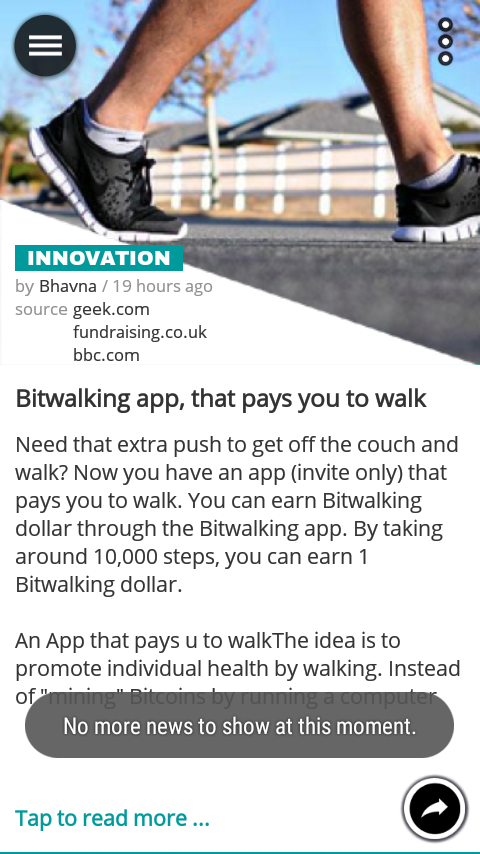 INNOVATION
by Bhavna / 19 hours ago
source geek.com
fundraising.co.uk
bbc.com
Bitwalking app, that pays you to walk
Need that extra push to get off the couch and
walk? Now you have an app (invite only) that
pays you to walk. You can earn Bitwalking
dollar through the Bitwalking app. By taking
around 10,000 steps, you can earn 1
Bitwalking dollar.
An App that pays u to walkThe idea is to
promote individual health by walking. Instead
of "mining" Bitcoins by running a computer
No more news to show at this moment.
Tap to read more ...